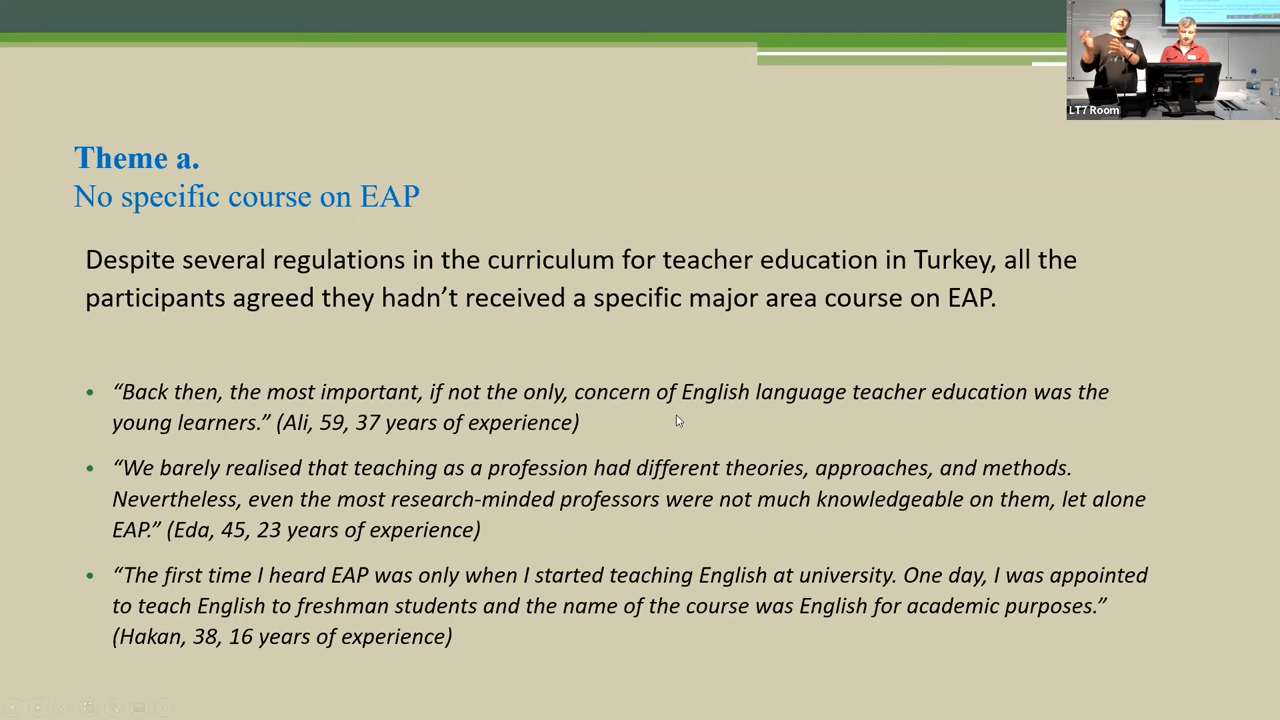 LT7 Room
Theme a.
No specific course on EAP
Despite several regulations in the curriculum for teacher education in Turkey, all the
participants agreed they hadn’t received a specific major area course on EAP.
• “Back then, the most important, if not the only, concern of English language teacher education was the
young learners.” (Ali, 59, 37 years of experience)
• “We barely realised that teaching as a profession had different theories, approaches, and methods.
Nevertheless, even the most research-minded professors were not much knowledgeable on them, let alone
EAP.” (Eda, 45, 23 years of experience)
• “The first time I heard EAP was only when I started teaching English at university. One day, I was appointed
to teach English to freshman students and the name of the course was English for academic purposes.”
(Hakan, 38, 16 years of experience)